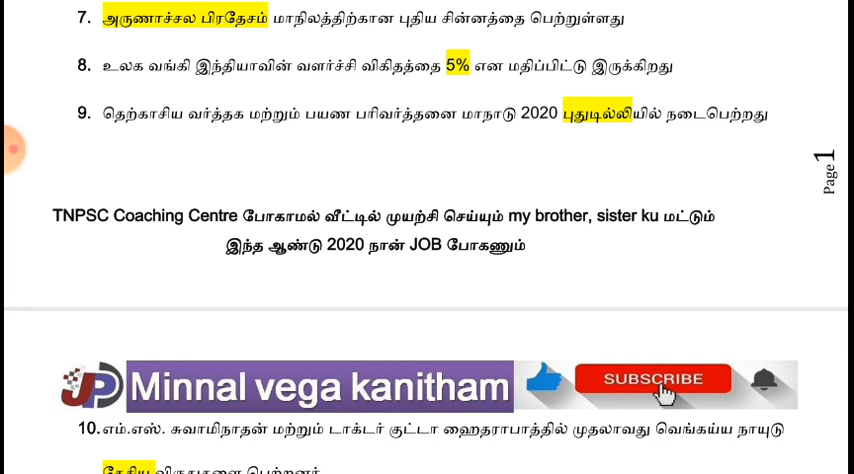 7. அருணாச்சல பிரதேசம் மாநிலத்திற்கான புதிய சின்னத்தை பெற்றுள்ளது
8. உலக வங்கி இந்தியாவின் வளர்ச்சி விகிதத்தை 5% என மதிப்பிட்டு இருக்கிறது
9. தெற்காசிய வர்த்தக மற்றும் பயண பரிவர்த்தனை மாநாடு 2020 புதுடில்லியில் நடைபெற்றது
Page 1
TNPSC Coaching Centre போகாமல் வீட்டில் முயற்சி செய்யும் my brother, sister ku மட்டும்
இந்த ஆண்டு 2020 நான் JOB போகணும்
JP Minnal vega kanitham SUBSCRIBE
10. எம்.எஸ். சுவாமிநாதன் மற்றும் டாக்டர் குட்டா ஹைதராபாத்தில் முதலாவது வெங்கய்ய நாயுடு
தேசிய விருதுகளை பெற்றனர்